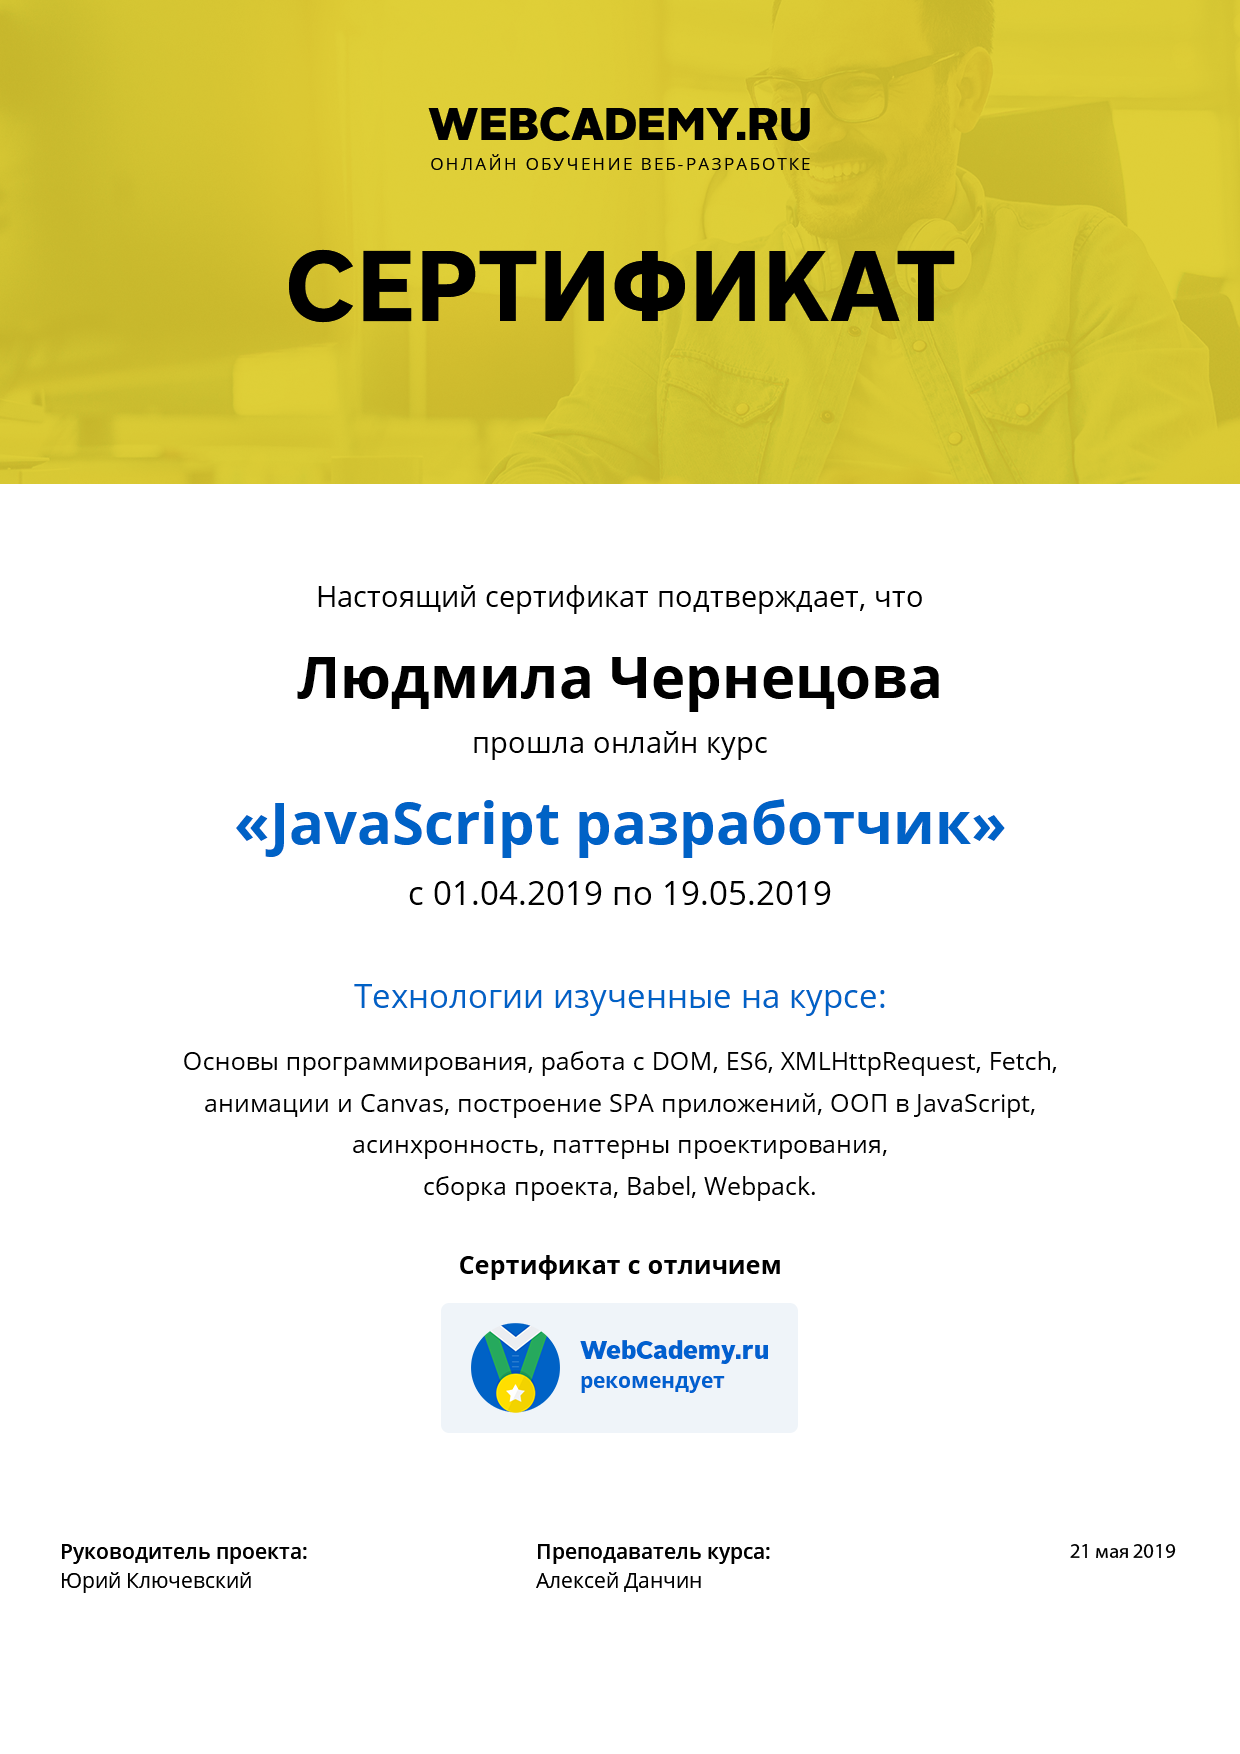 WEBCADEMY.RU
ОНЛАЙН ОБУЧЕНИЕ ВЕБ-РАЗРАБОТКЕ
СЕРТИФИКАТ
Настоящий сертификат подтверждает, что
Людмила Чернецова
прошла онлайн курс
«JavaScript разработчик»
с 01.04.2019 по 19.05.2019
Технологии изученные на курсе:
Основы программирования, работа с DOM, ES6, XMLHttpRequest, Fetch,
анимации и Canvas, построение SPA приложений, ООП в JavaScript,
асинхронность, паттерны проектирования,
сборка проекта, Babel, Webpack.
Сертификат с отличием
WebCademy.ru
рекомендует
Руководитель проекта:
Юрий Ключевский
Преподаватель курса:
Алексей Данчин
21 мая 2019